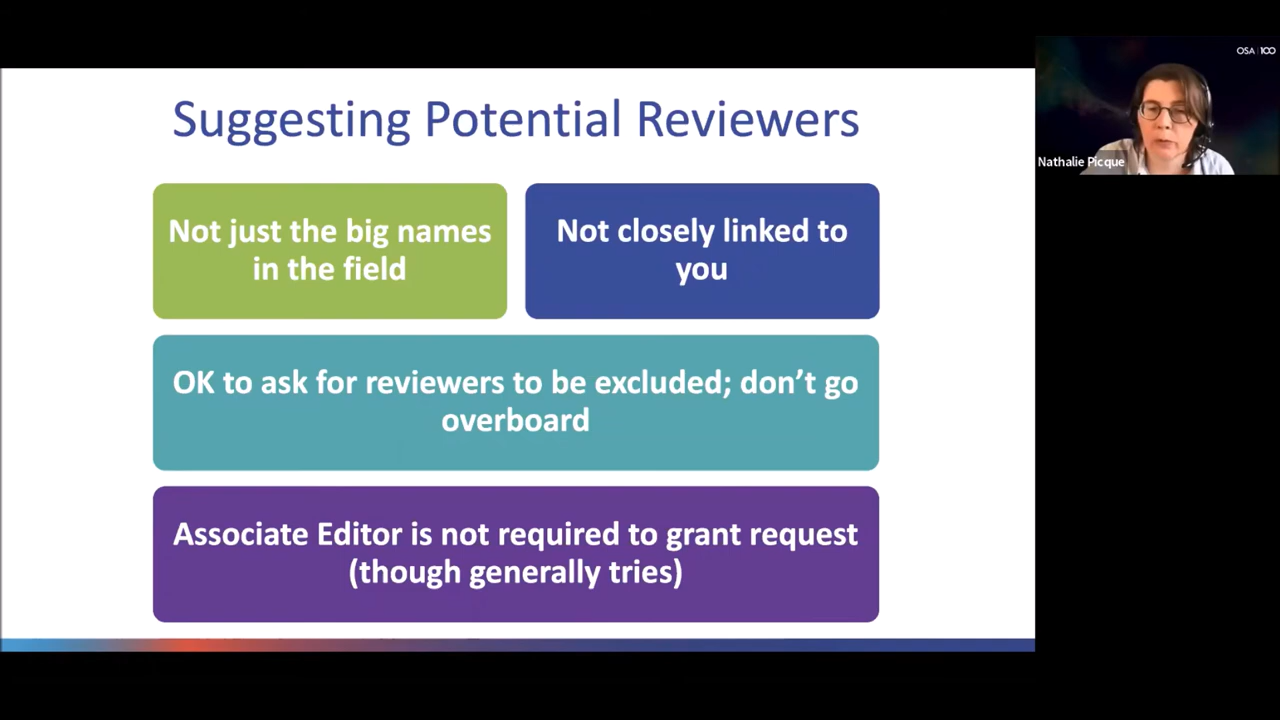 Suggesting Potential Reviewers
Not just the big names
in the field
Not closely linked to
you
OK to ask for reviewers to be excluded; don’t go
overboard
Associate Editor is not required to grant request
(though generally tries)
OSA 100
Nathalie Picque